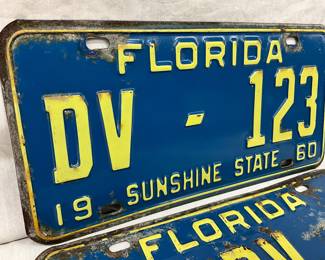 FLORIDA
DV - 123
19 SUNSHINE STATE 60
FLORIDA